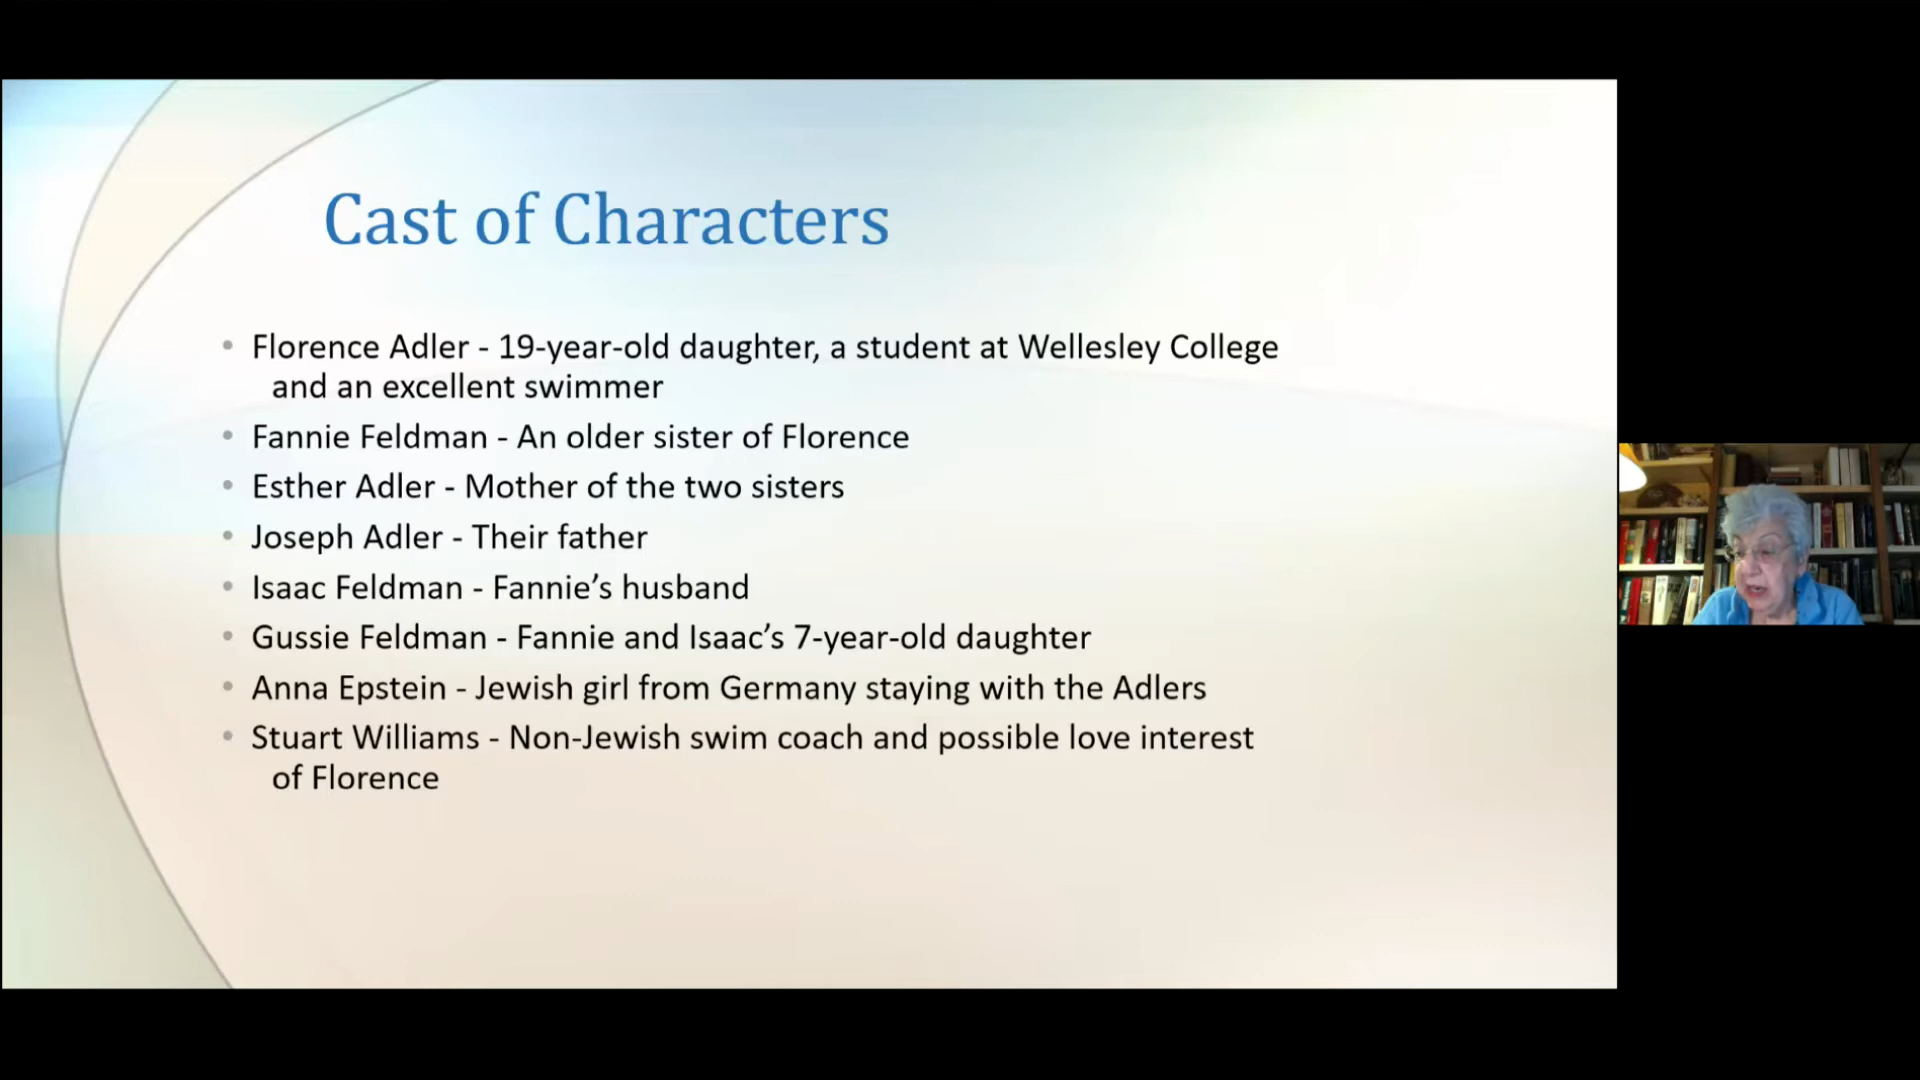 Cast of Characters
• Florence Adler - 19-year-old daughter, a student at Wellesley College
and an excellent swimmer
• Fannie Feldman - An older sister of Florence
• Esther Adler - Mother of the two sisters
• Joseph Adler - Their father
• Isaac Feldman - Fannie’s husband
• Gussie Feldman - Fannie and Isaac’s 7-year-old daughter
• Anna Epstein - Jewish girl from Germany staying with the Adlers
• Stuart Williams - Non-Jewish swim coach and possible love interest
of Florence